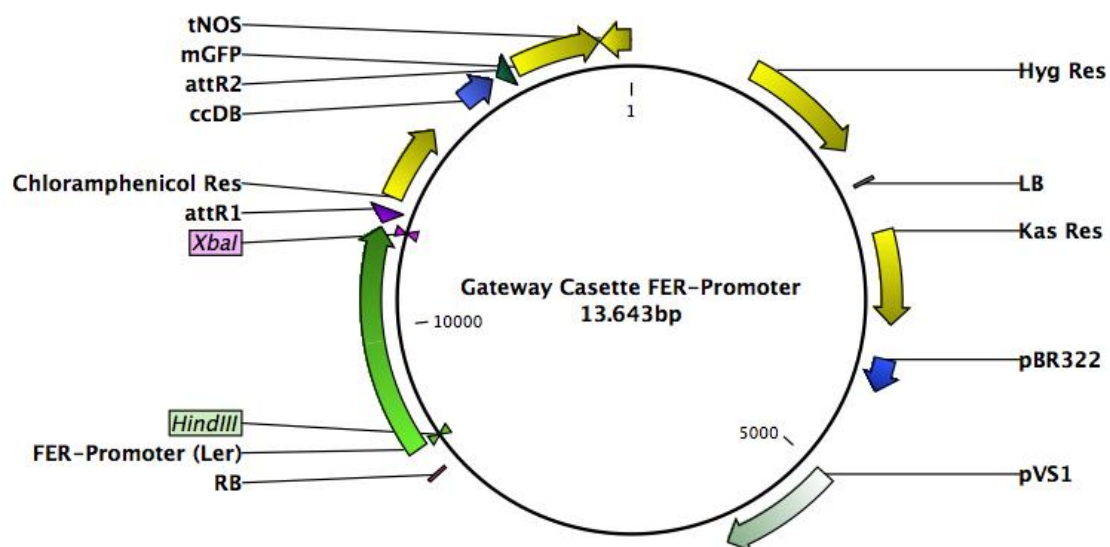 tNOS
mGFP
attR2
ccDB
Chloramphenicol Res
attR1
XbaI
HindIII
FER-Promoter (Ler)
RB
1
10000
5000
Gateway Casette FER-Promoter
13.643bp
Hyg Res
LB
Kas Res
pBR322
pVS1